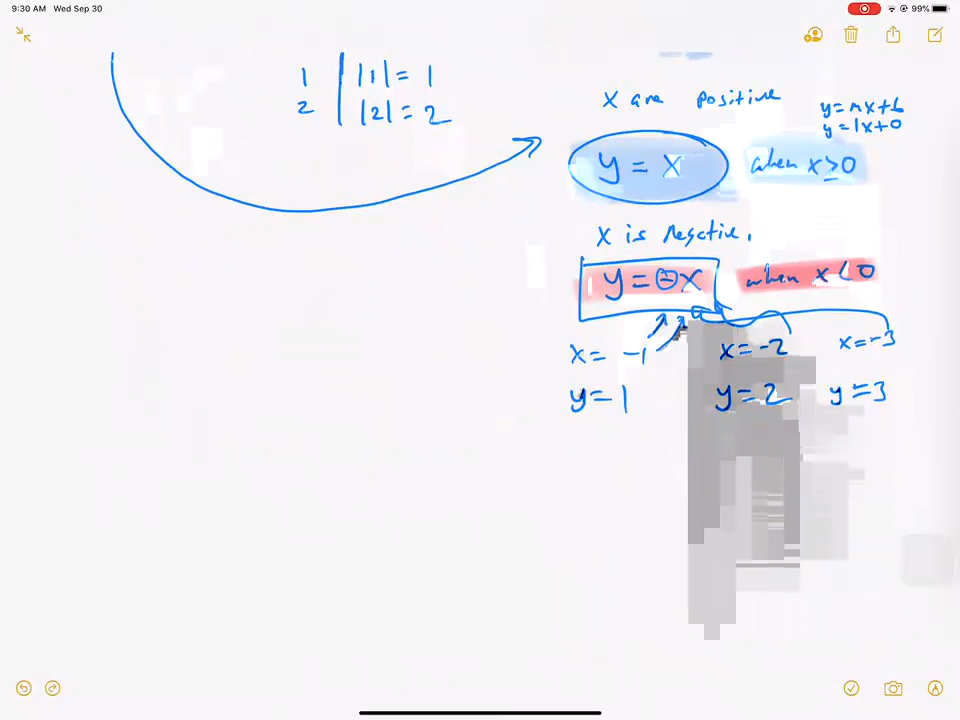 9:30 AM Wed Sep 30
99%
1 | |1| = 1
2 | |2| = 2
x are positive
y = mx + b
y = 1x + 0
y = x when x ≥ 0
x is negative.
y = -x when x < 0
x = -1 x = -2 x = -3
y = 1 y = 2 y = 3